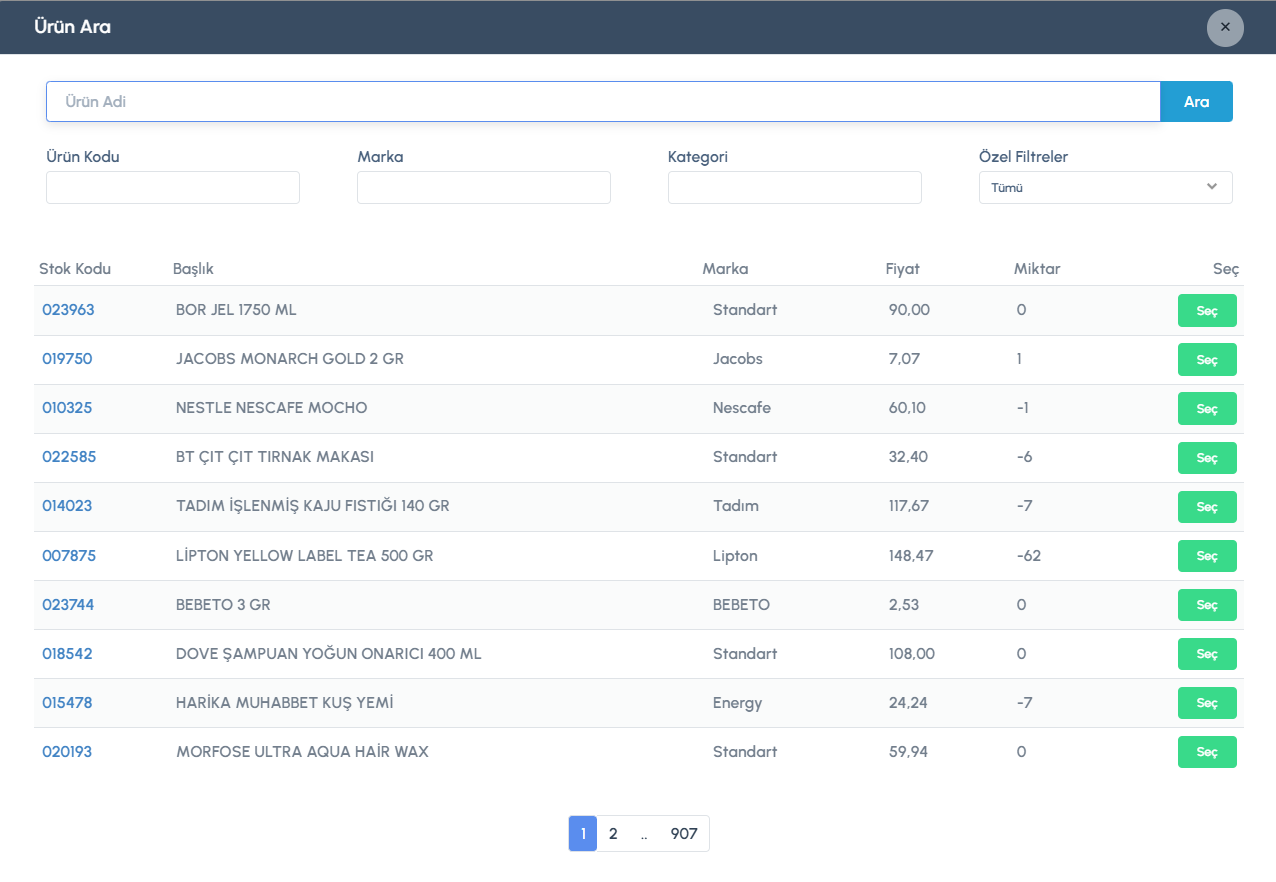 Ürün Ara
×
Ürün Adi
Ara
Ürün Kodu Marka Kategori Özel Filtreler
Tümü
Stok Kodu Başlık Marka Fiyat Miktar Seç
023963 BOR JEL 1750 ML Standart 90,00 0 Seç
019750 JACOBS MONARCH GOLD 2 GR Jacobs 7,07 1 Seç
010325 NESTLE NESCAFE MOCHO Nescafe 60,10 -1 Seç
022585 BT ÇIT ÇIT TIRNAK MAKASI Standart 32,40 -6 Seç
014023 TADIM İŞLENMİŞ KAJU FISTIĞI 140 GR Tadım 117,67 -7 Seç
007875 LİPTON YELLOW LABEL TEA 500 GR Lipton 148,47 -62 Seç
023744 BEBETO 3 GR BEBETO 2,53 0 Seç
018542 DOVE ŞAMPUAN YOĞUN ONARICI 400 ML Standart 108,00 0 Seç
015478 HARİKA MUHABBET KUŞ YEMİ Energy 24,24 -7 Seç
020193 MORFOSE ULTRA AQUA HAİR WAX Standart 59,94 0 Seç
1 2 .. 907